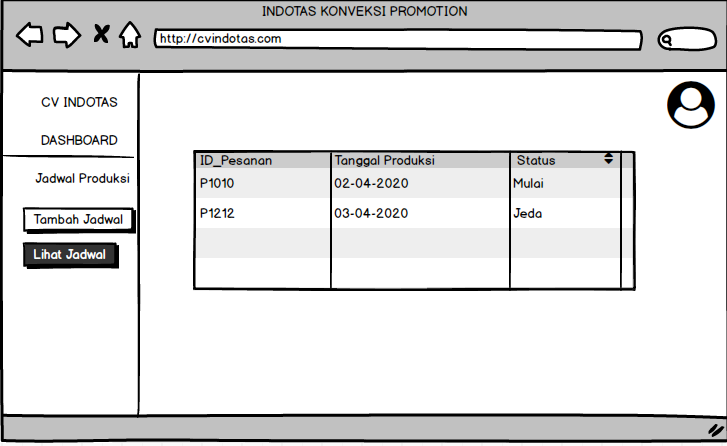 INDOTAS KONVEKSI PROMOTION
http://cvindotas.com
CV INDOTAS
DASHBOARD
Jadwal Produksi
Tambah Jadwal
Lihat Jadwal
ID_Pesanan Tanggal Produksi Status
P1010 02-04-2020 Mulai
P1212 03-04-2020 Jeda